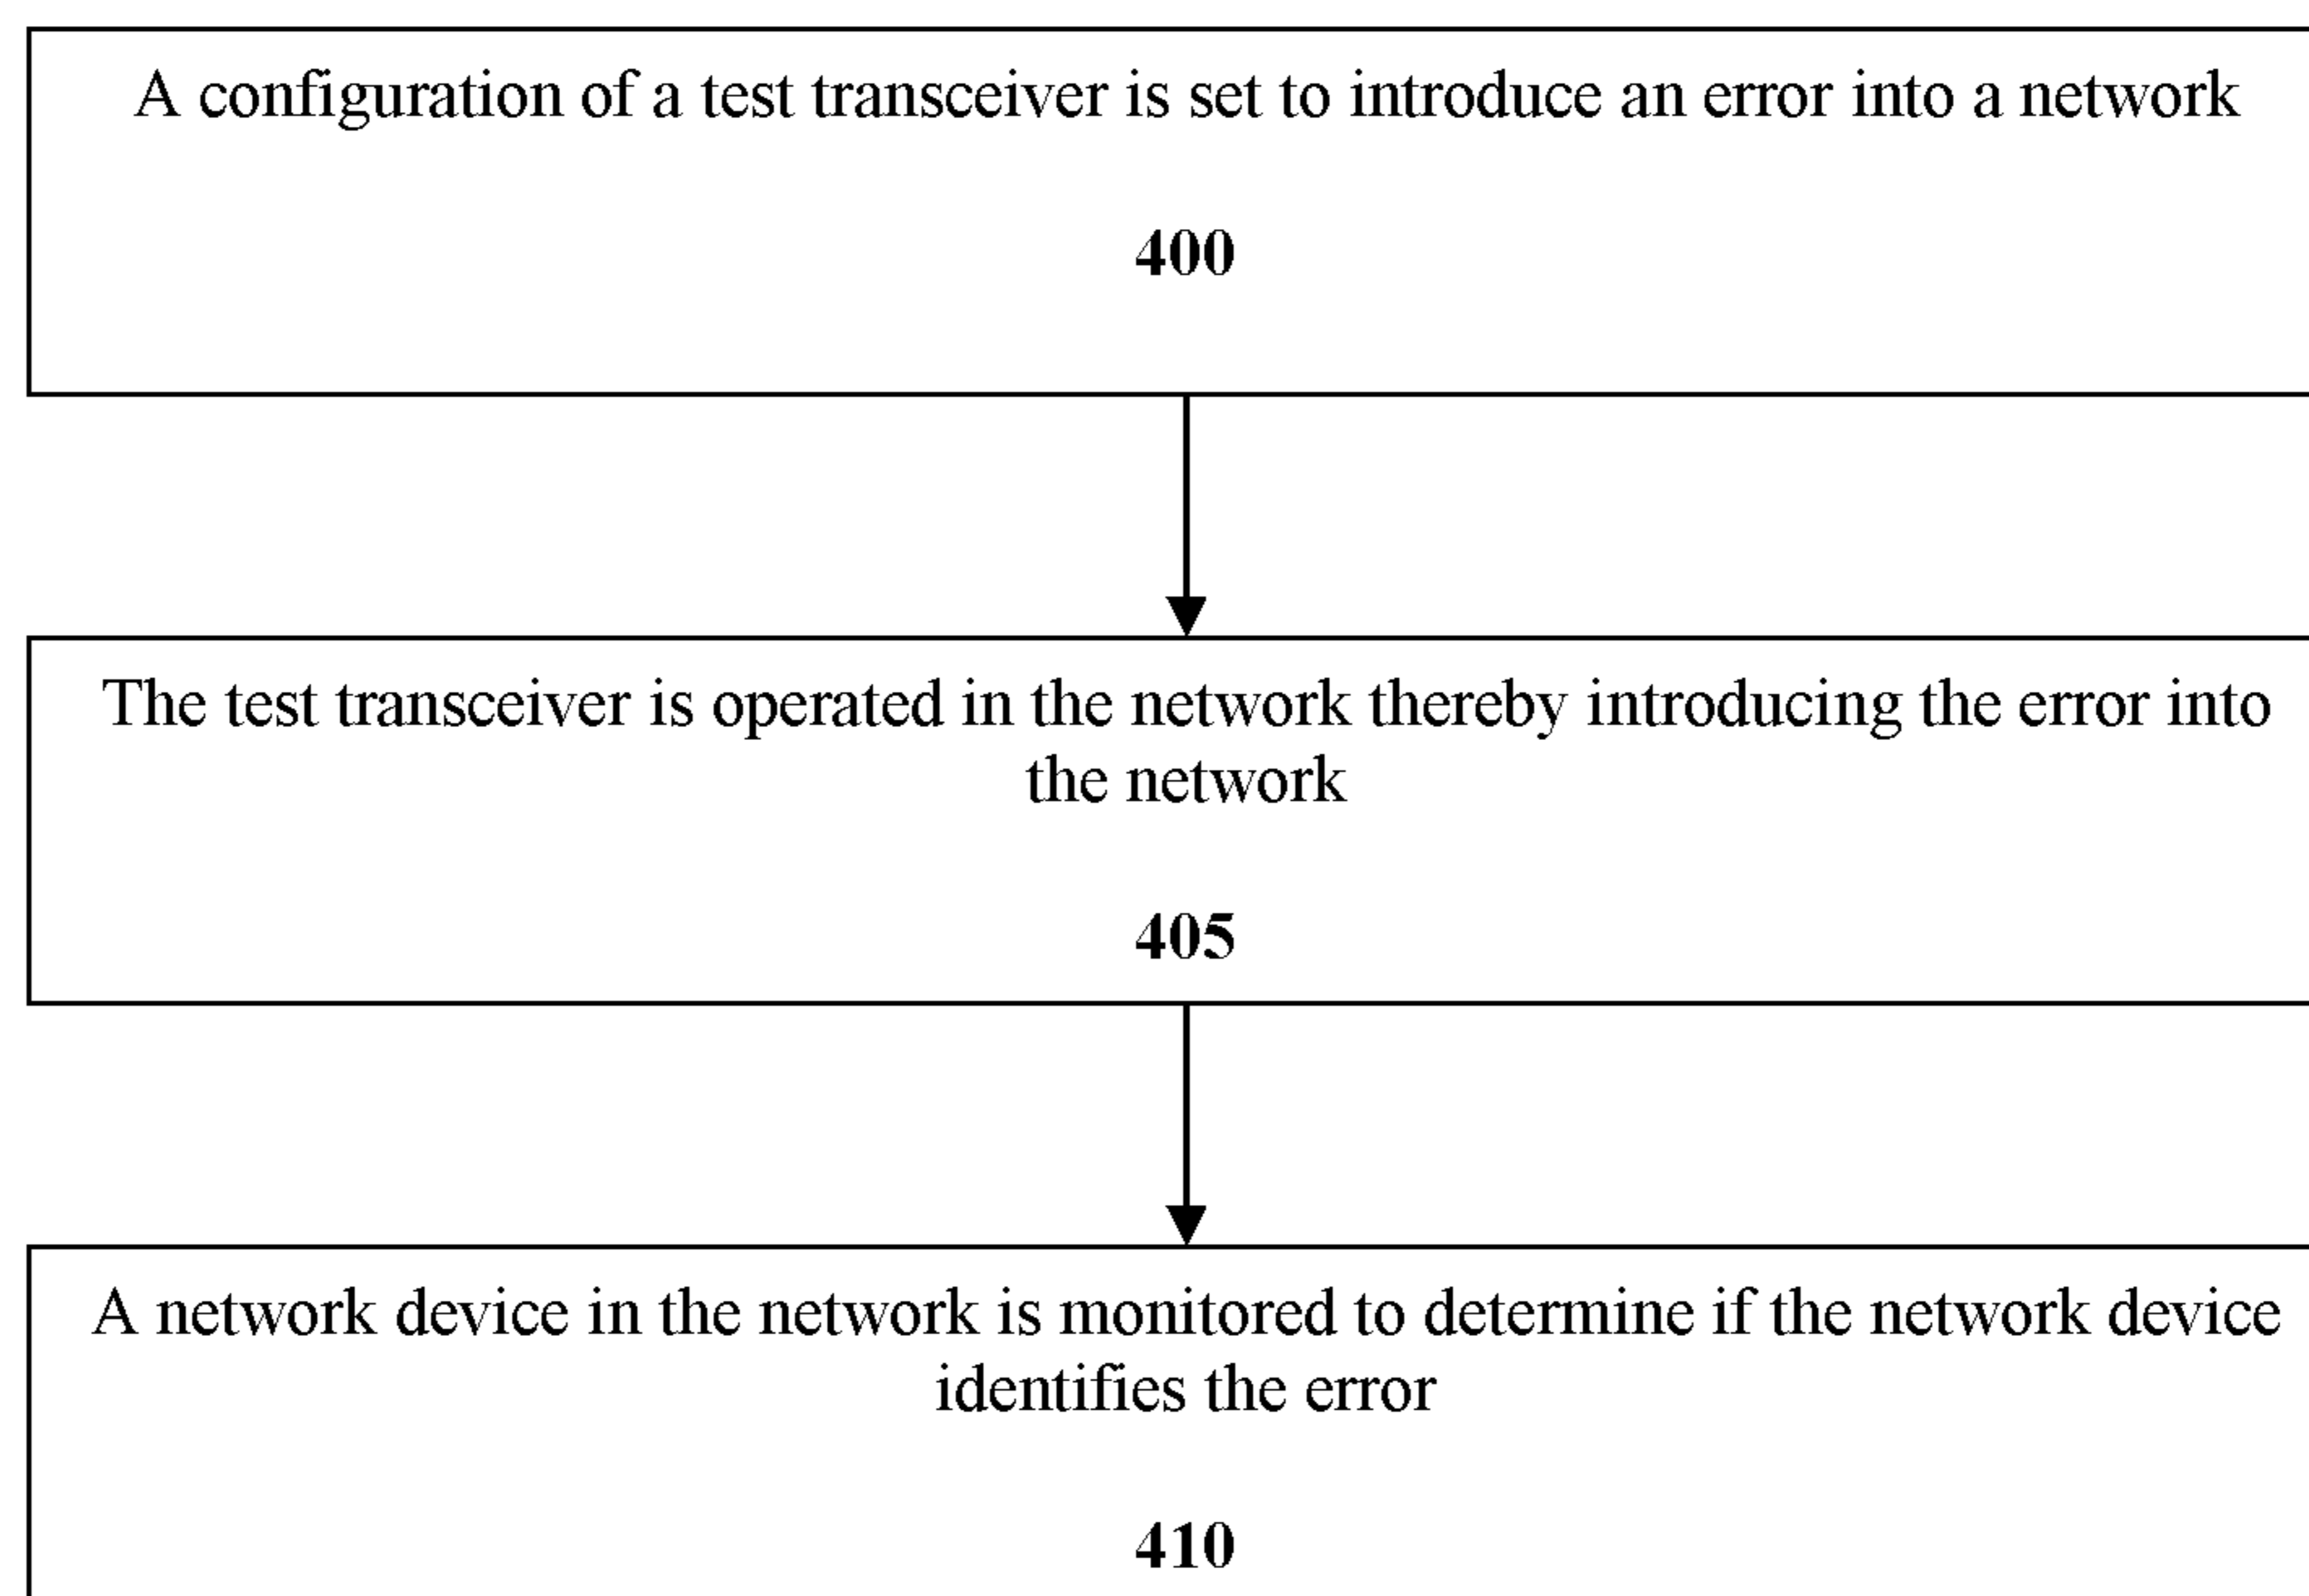 A configuration of a test transceiver is set to introduce an error into a network
400
The test transceiver is operated in the network thereby introducing the error into
the network
405
A network device in the network is monitored to determine if the network device
identifies the error
410